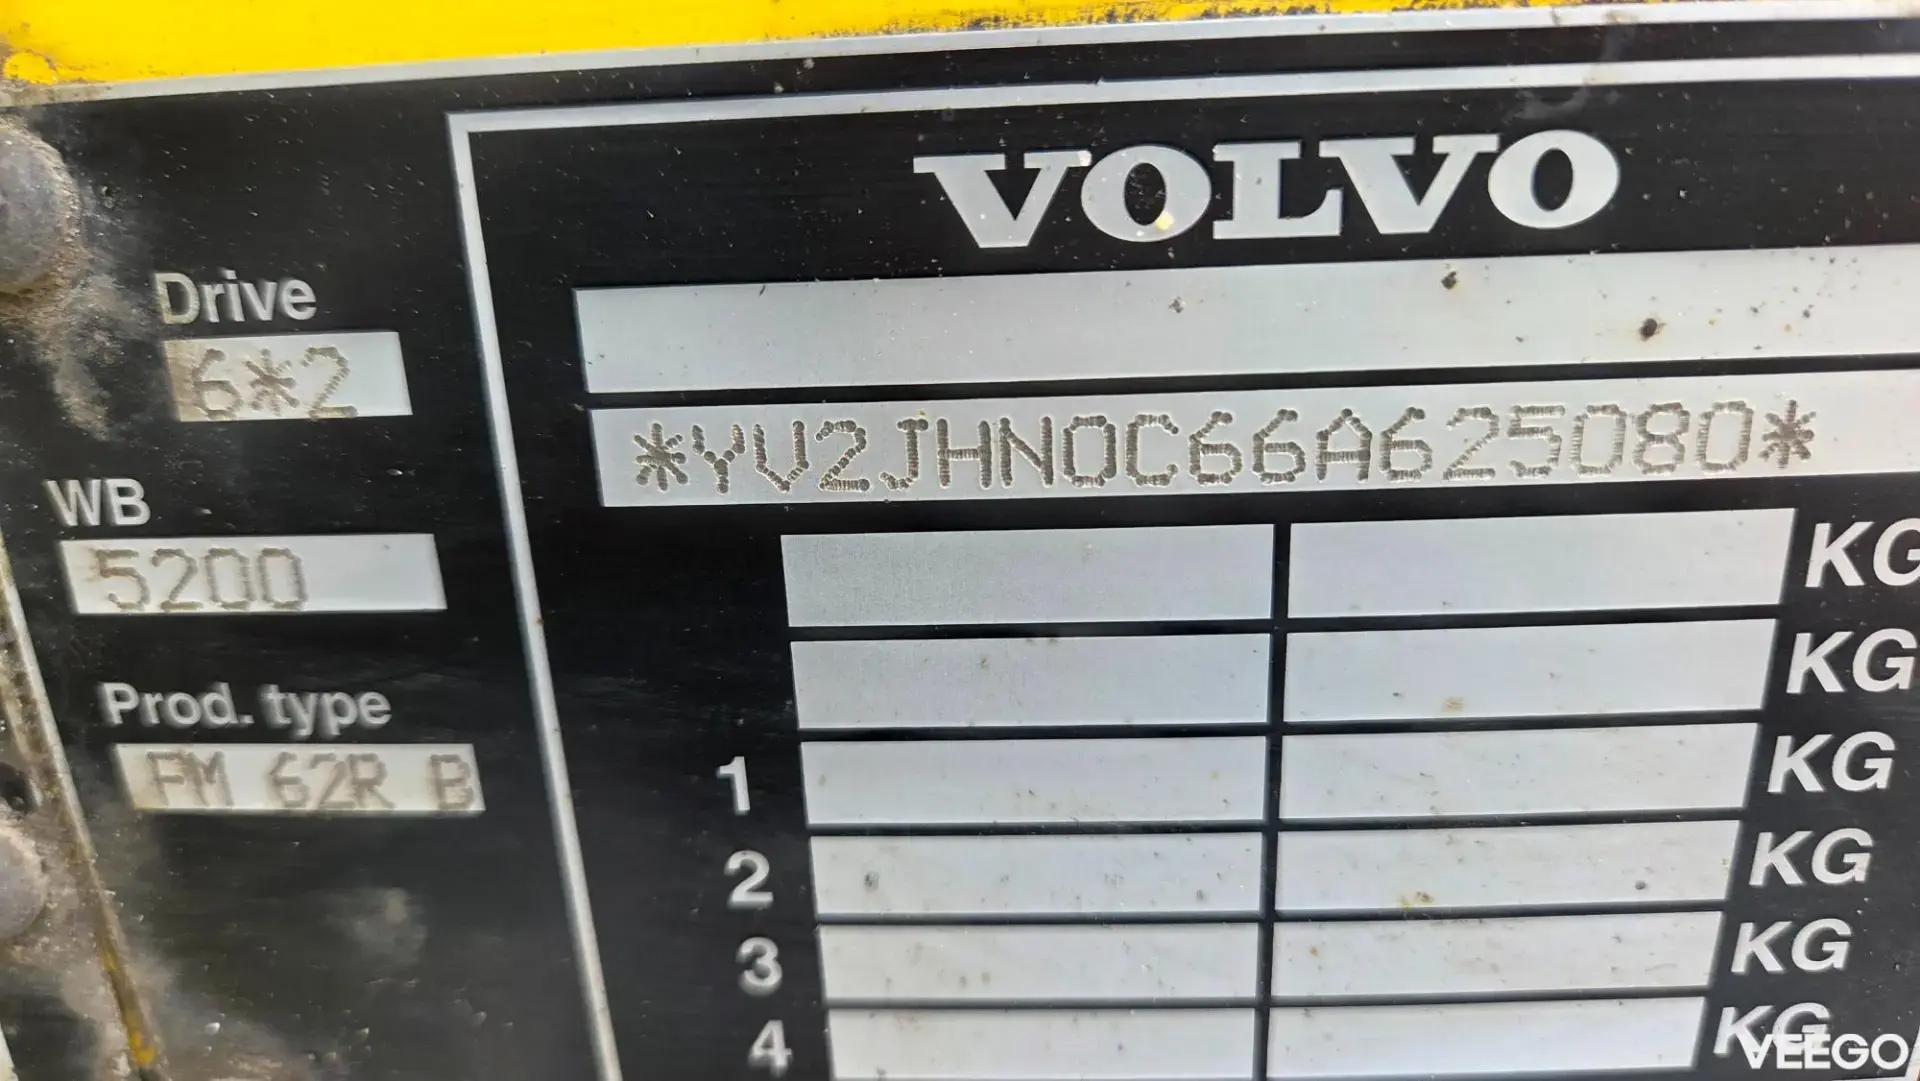 VOLVO
Drive
6*2
*YV2JHN0C66A625080*
WB
5200
KG
KG
Prod. type
FM 62R B
1 KG
2 KG
3 KG
4 KG
VEEGO